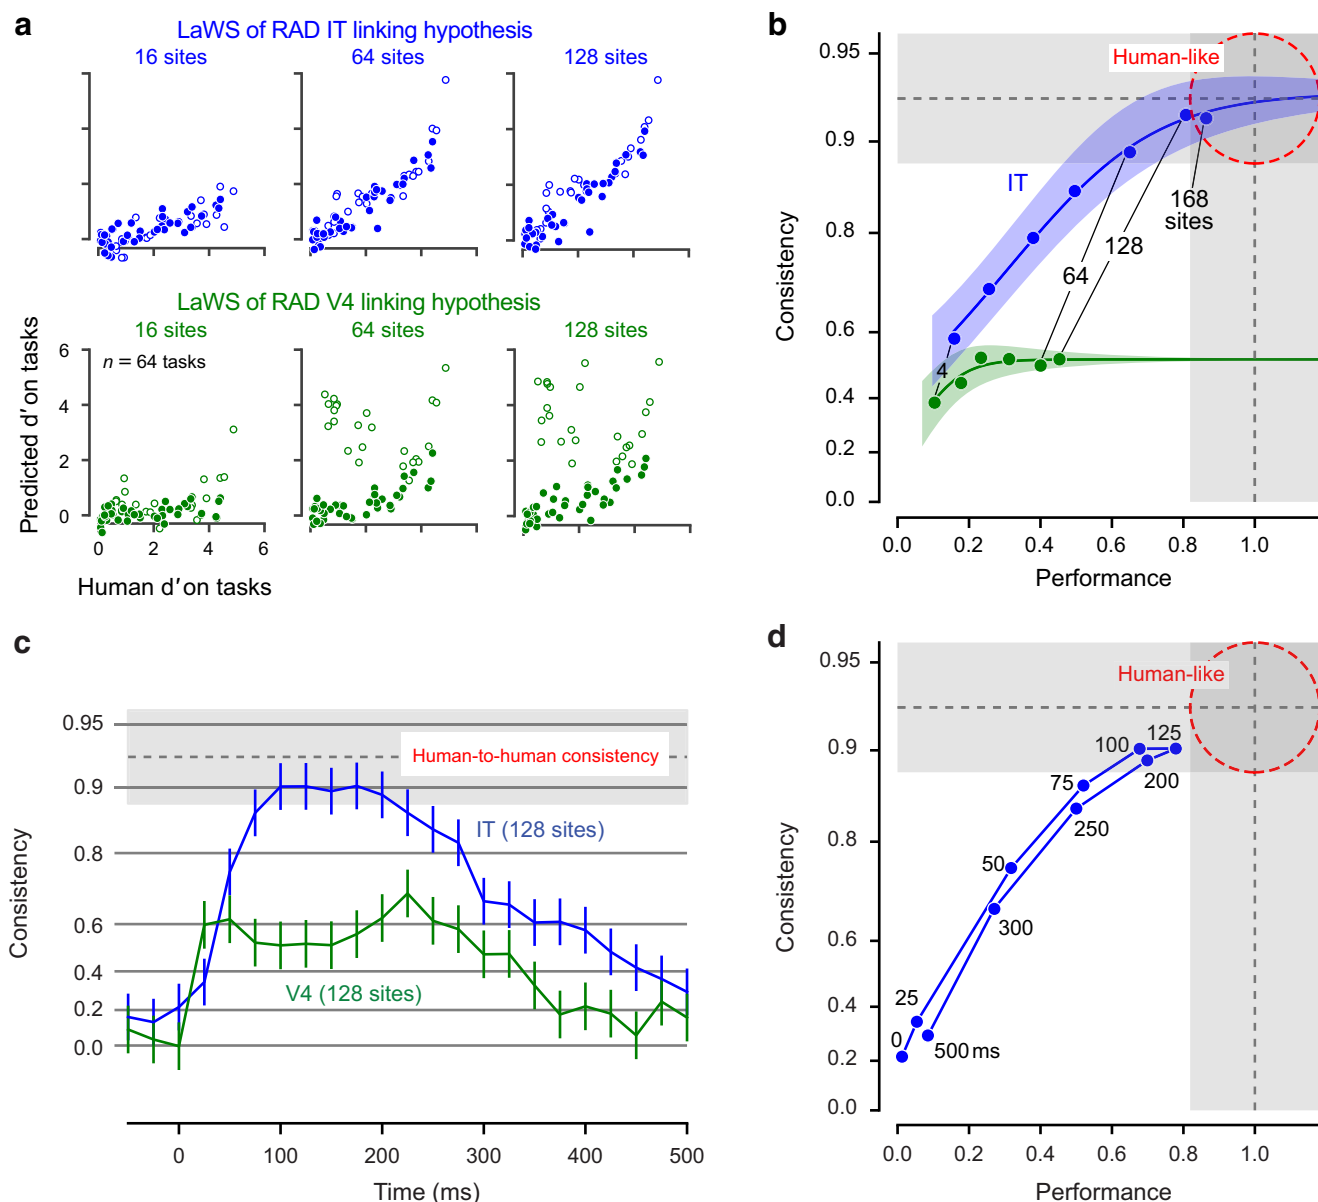 a
LaWS of RAD IT linking hypothesis
16 sites
64 sites
128 sites
LaWS of RAD V4 linking hypothesis
16 sites
64 sites
128 sites
n = 64 tasks
6
4
2
0
0
2
4
6
Predicted d′ on tasks
Human d′ on tasks
b
0.95
0.9
0.8
0.6
0.4
0.2
0.0
Consistency
Human-like
IT
168
sites
128
64
4
0.0
0.2
0.4
0.6
0.8
1.0
Performance
c
0.95
0.9
0.8
0.6
0.4
0.2
0.0
Consistency
Human-to-human consistency
IT (128 sites)
V4 (128 sites)
0
100
200
300
400
500
Time (ms)
d
0.95
0.9
0.8
0.6
0.4
0.2
0.0
Consistency
Human-like
100
125
75
200
250
50
300
25
0
500 ms
0.0
0.2
0.4
0.6
0.8
1.0
Performance